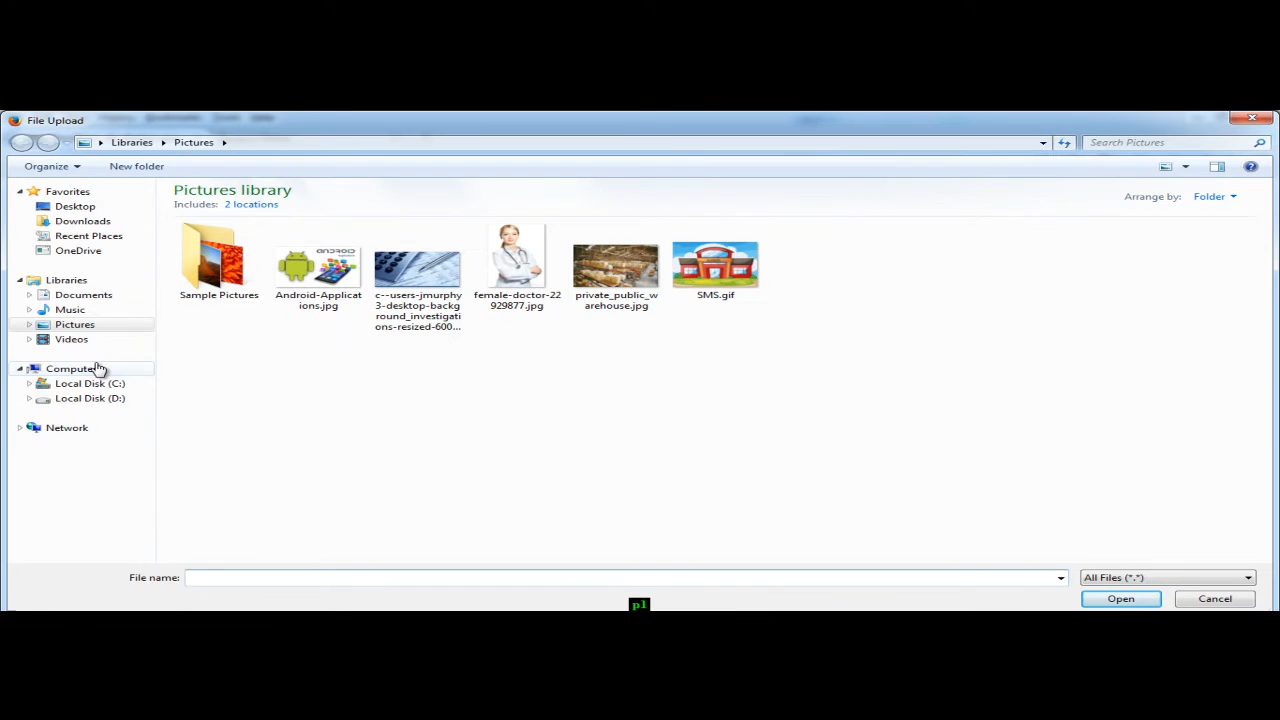 File Upload
Libraries
Pictures
Search Pictures
Organize
New folder
Favorites
Desktop
Downloads
Recent Places
OneDrive
Libraries
Documents
Music
Pictures
Videos
Computer
Local Disk (C:)
Local Disk (D:)
Network
Pictures library
Includes: 2 locations
Arrange by: Folder
Sample Pictures
Android-Applicat
ions.jpg
c--users-jmurphy
3-desktop-backg
round_investigati
ons-resized-600...
female-doctor-22
929877.jpg
private_public_w
arehouse.jpg
SMS.gif
File name:
All Files (*.*)
Open
Cancel
p1